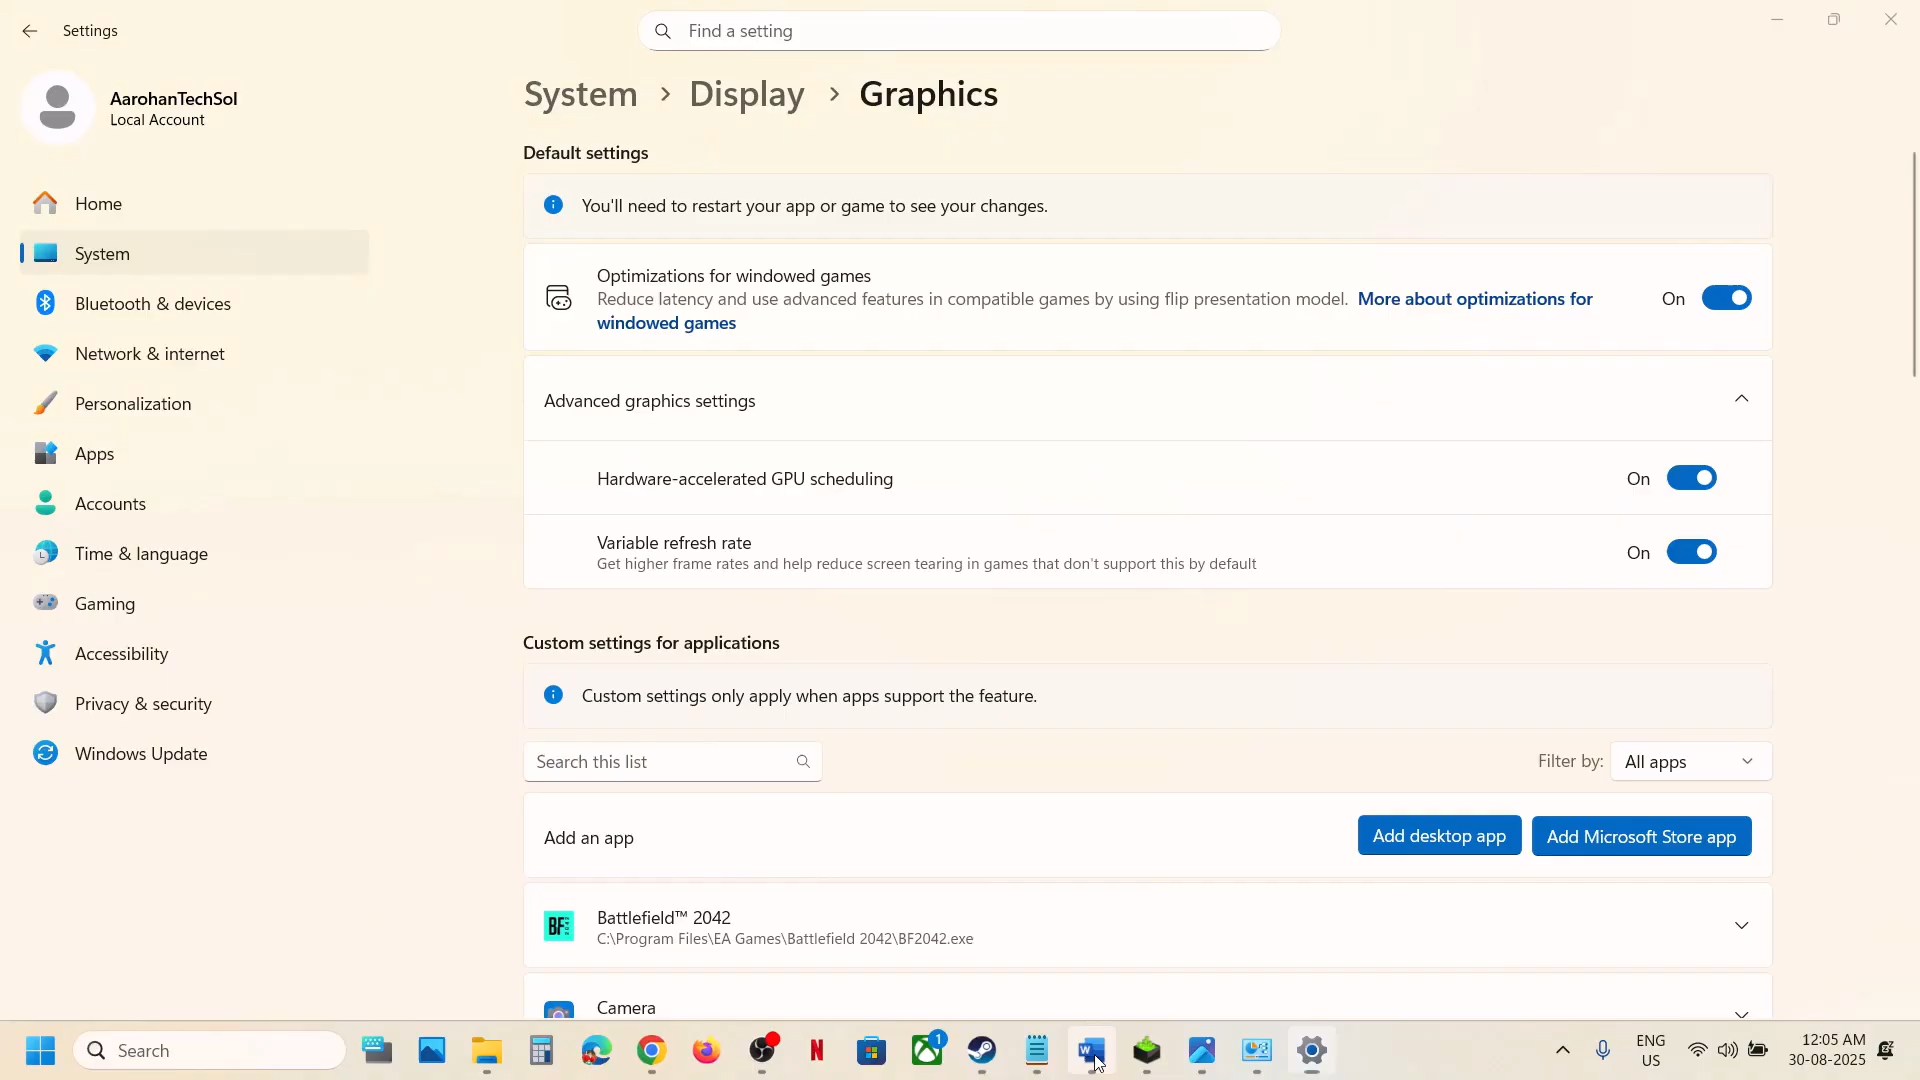 Settings
Find a setting
AarohanTechSol
Local Account
Home
System
Bluetooth & devices
Network & internet
Personalization
Apps
Accounts
Time & language
Gaming
Accessibility
Privacy & security
Windows Update
System > Display > Graphics
Default settings
You'll need to restart your app or game to see your changes.
Optimizations for windowed games
Reduce latency and use advanced features in compatible games by using flip presentation model. More about optimizations for
windowed games
On
Advanced graphics settings
Hardware-accelerated GPU scheduling
On
Variable refresh rate
Get higher frame rates and help reduce screen tearing in games that don't support this by default
On
Custom settings for applications
Custom settings only apply when apps support the feature.
Search this list
Filter by: All apps
Add an app
Add desktop app
Add Microsoft Store app
BF
Battlefield™ 2042
C:\Program Files\EA Games\Battlefield 2042\BF2042.exe
Camera
Search
N
1
W
ENG
US
12:05 AM
30-08-2025